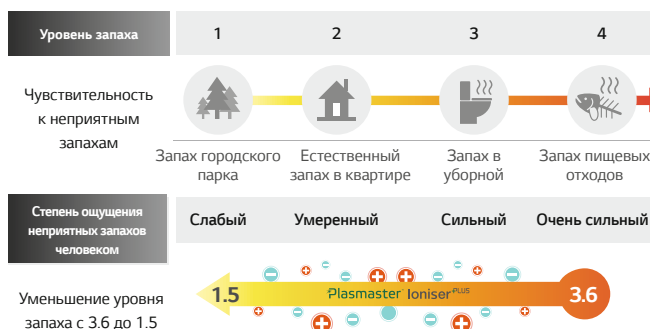 Уровень запаха 1 2 3 4
Чувствительность
к неприятным
запахам
Запах городского
парка
Естественный
запах в квартире
Запах в
уборной
Запах пищевых
отходов
Степень ощущения
неприятных запахов
человеком
Слабый Умеренный Сильный Очень сильный
Уменьшение уровня
запаха с 3.6 до 1.5
1.5 Plasmaster Ioniser PLUS 3.6